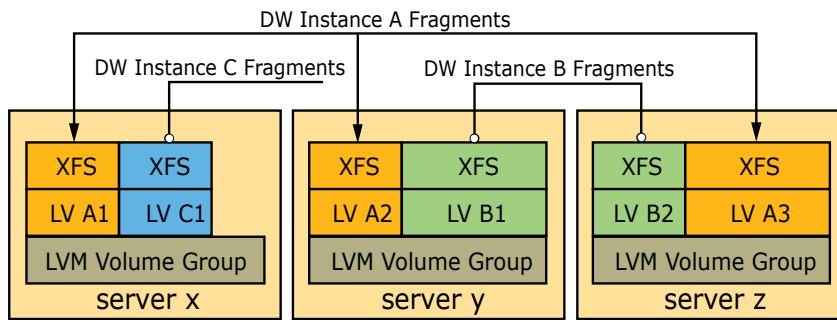 DW Instance A Fragments
DW Instance C Fragments
DW Instance B Fragments
XFS XFS XFS XFS XFS XFS
LV A1 LV C1 LV A2 LV B1 LV B2 LV A3
LVM Volume Group LVM Volume Group LVM Volume Group
server x server y server z